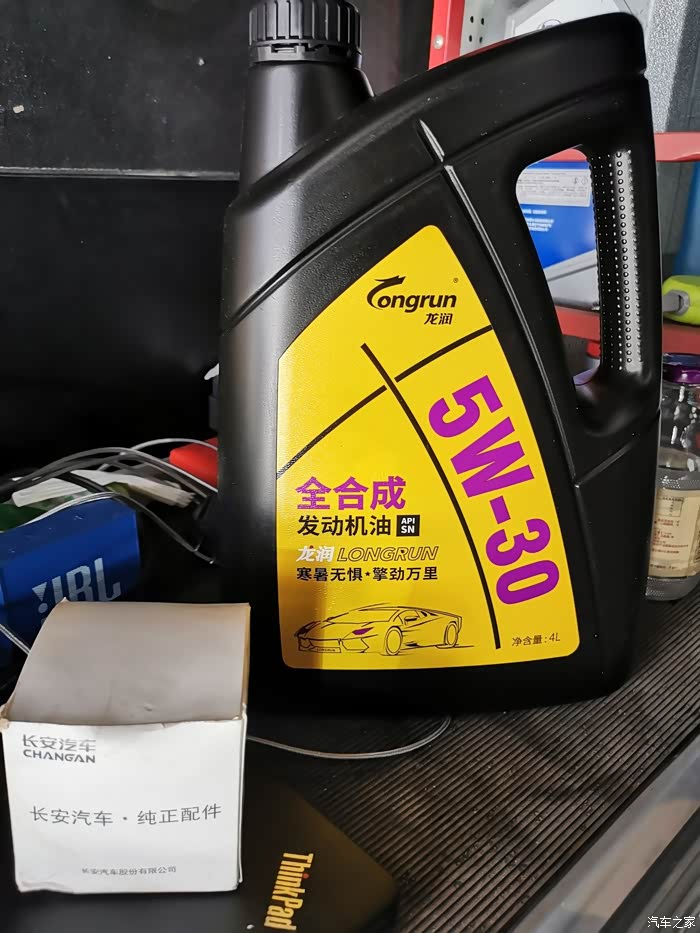 Longrun®
龙润
5W-30
全合成
发动机油 API SN
龙润 LONGRUN
寒暑无惧·擎劲万里
LONGRUN
净含量:4L
JBL
长安汽车
CHANGAN
长安汽车·纯正配件
长安汽车股份有限公司
ThinkPad
汽车之家